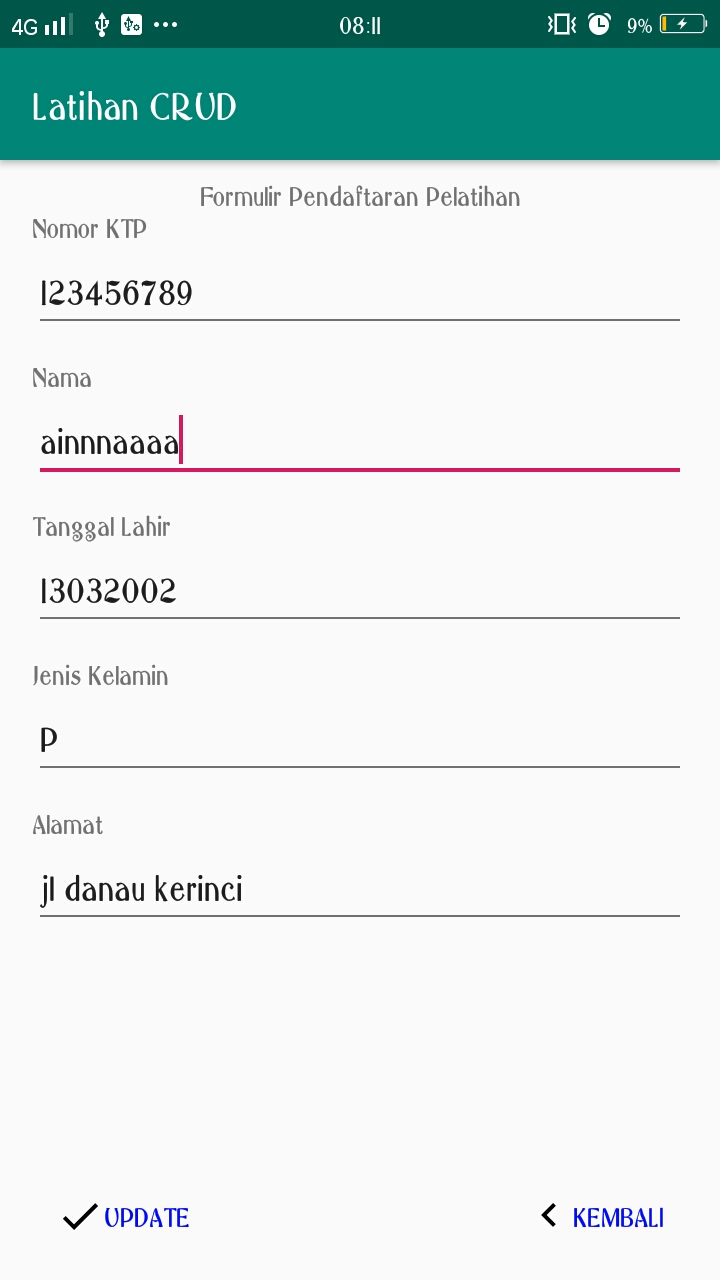 4G 08:11 9%
Latihan CRUD
Formulir Pendaftaran Pelatihan
Nomor KTP
123456789
Nama
ainnnaaaa
Tanggal Lahir
13032002
Jenis Kelamin
P
Alamat
jl danau kerinci
UPDATE KEMBALI